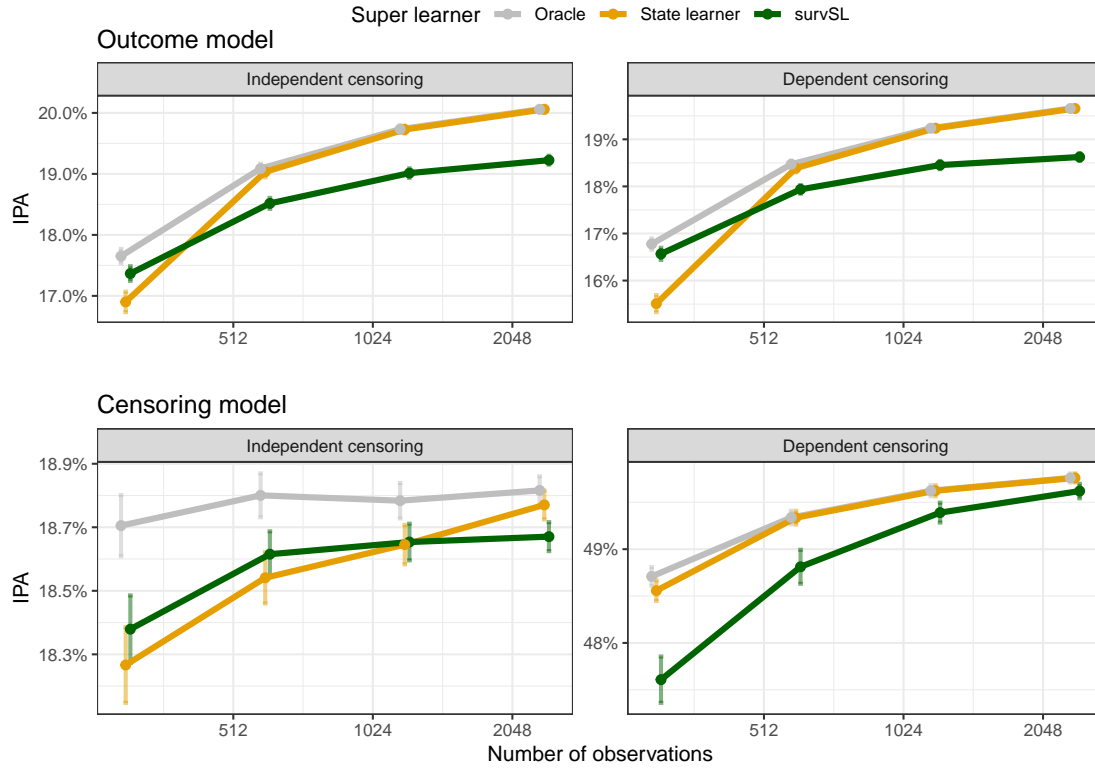 Super learner Oracle State learner survSL
Outcome model
Independent censoring
Dependent censoring
IPA
20.0%
19.0%
18.0%
17.0%
19%
18%
17%
16%
512 1024 2048
512 1024 2048
Censoring model
Independent censoring
Dependent censoring
IPA
18.9%
18.7%
18.5%
18.3%
49%
48%
512 1024 2048
512 1024 2048
Number of observations